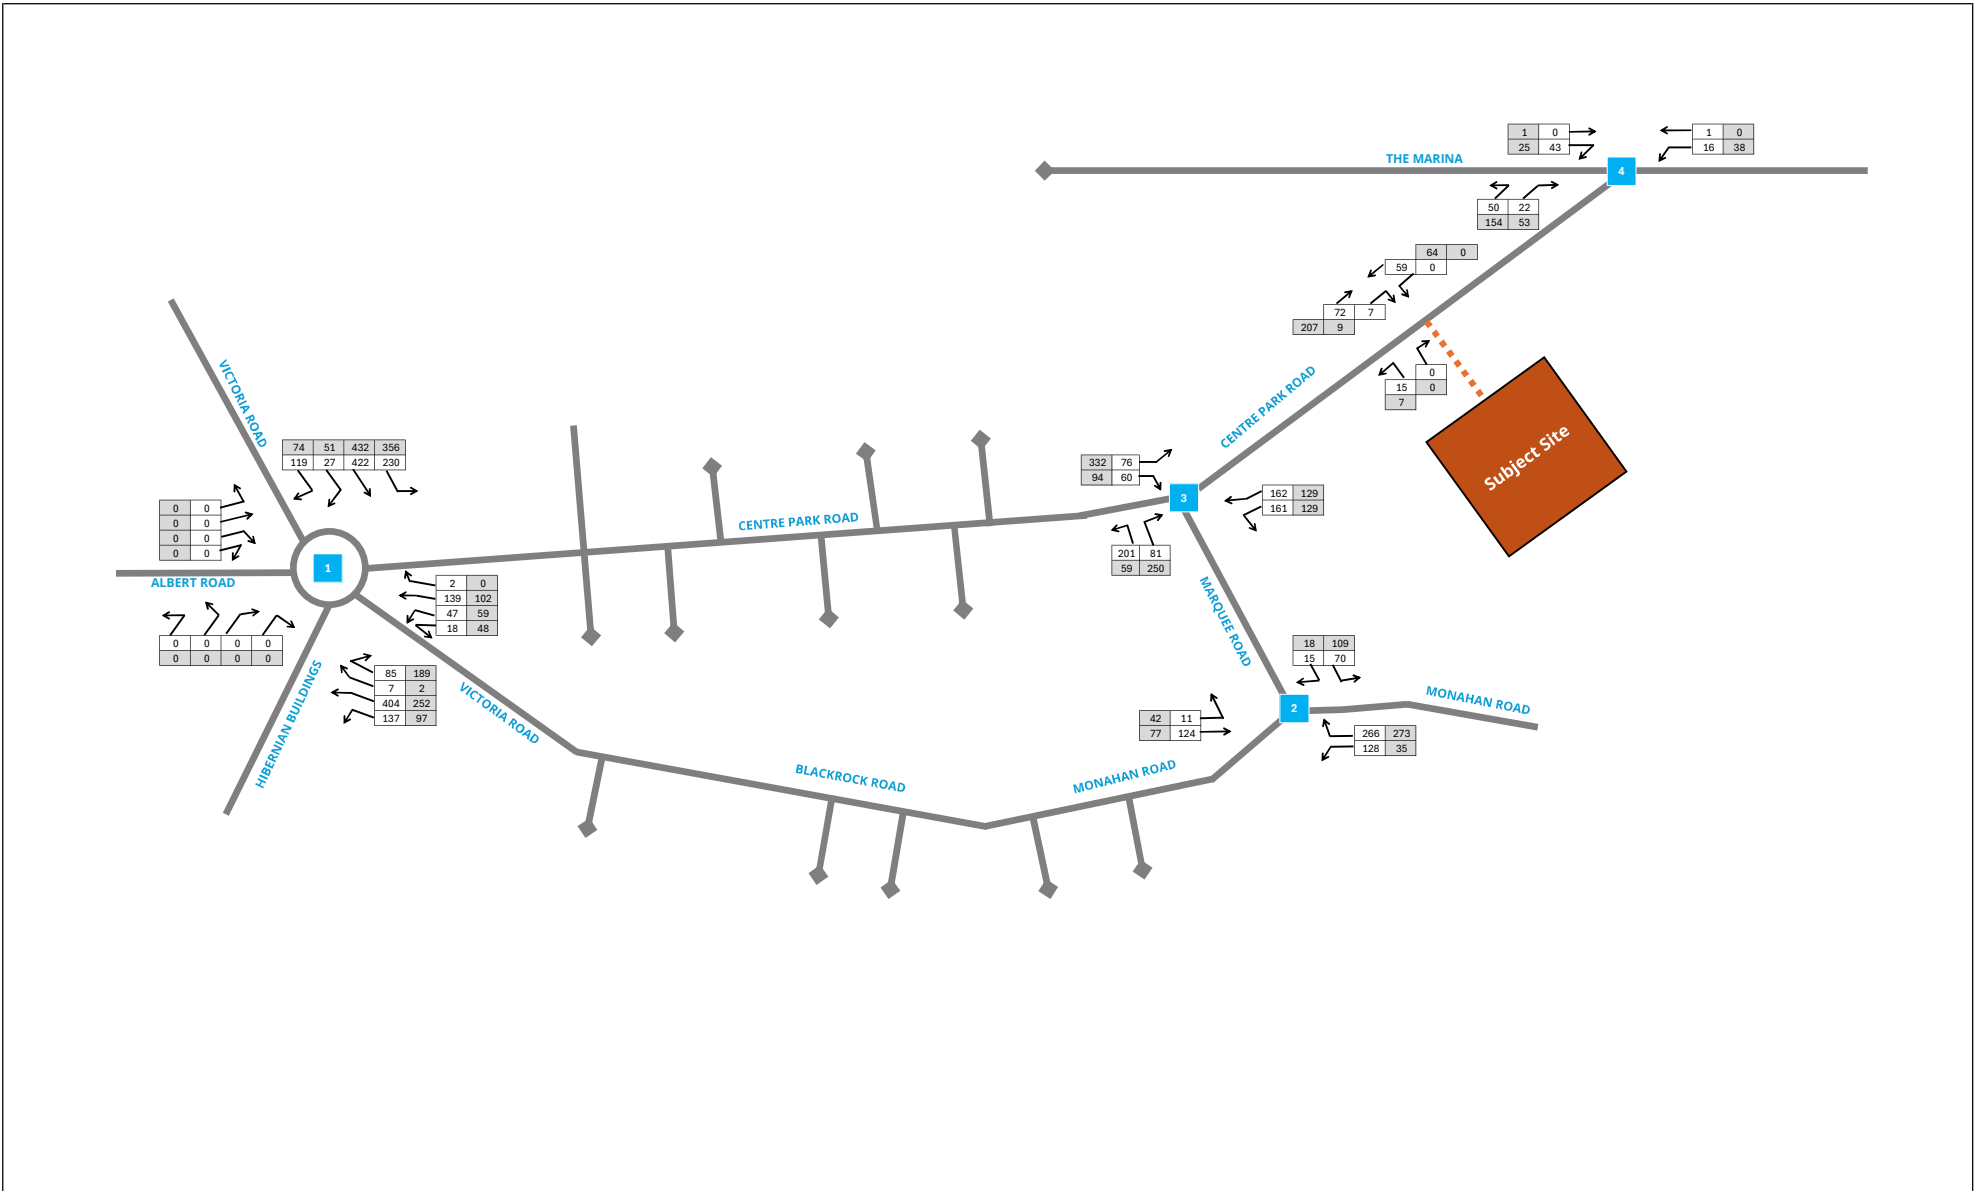 1 0
25 43
1 0
16 38
THE MARINA
4
50 22
154 53
64 0
59 0
72 7
207 9
0
15 0
7
CENTRE PARK ROAD
Subject Site
VICTORIA ROAD
74 51 432 356
119 27 422 230
332 76
94 60
3
162 129
161 129
0 0
0 0
0 0
0 0
CENTRE PARK ROAD
201 81
59 250
1
ALBERT ROAD
2 0
139 102
47 59
18 48
MARQUEE ROAD
0 0 0 0
0 0 0 0
18 109
15 70
HIBERNIAN BUILDINGS
85 189
7 2
404 252
137 97
VICTORIA ROAD
MONAHAN ROAD
2
42 11
77 124
266 273
128 35
BLACKROCK ROAD
MONAHAN ROAD